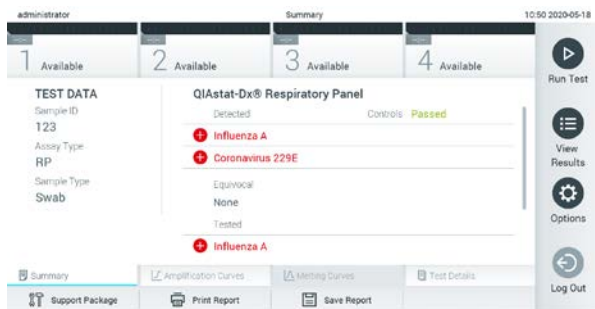 administrator Summary 10:50 2020-05-18
1 Available 2 Available 3 Available 4 Available
Run Test
TEST DATA
Sample ID
123
Assay Type
RP
Sample Type
Swab
QIAstat-Dx® Respiratory Panel
Detected Controls Passed
Influenza A
Coronavirus 229E
Equivocal
None
Tested
Influenza A
View
Results
Options
Summary Amplification Curves Melting Curves Test Details
Support Package Print Report Save Report
Log Out